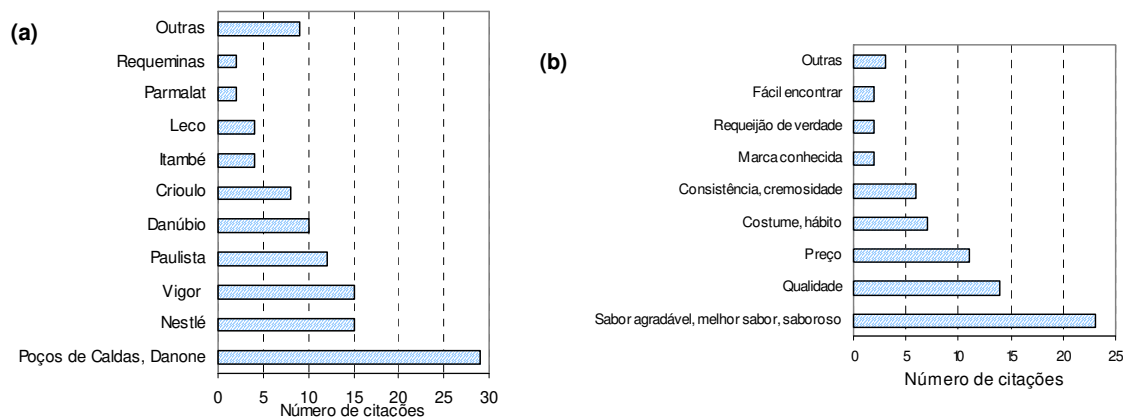 (a)
Outras
Requeminas
Parmalat
Leco
Itambé
Crioulo
Danúbio
Paulista
Vigor
Nestlé
Poços de Caldas, Danone
0 5 10 15 20 25 30
Número de citações
(b)
Outras
Fácil encontrar
Requeijão de verdade
Marca conhecida
Consistência, cremosidade
Costume, hábito
Preço
Qualidade
Sabor agradável, melhor sabor, saboroso
0 5 10 15 20 25
Número de citações